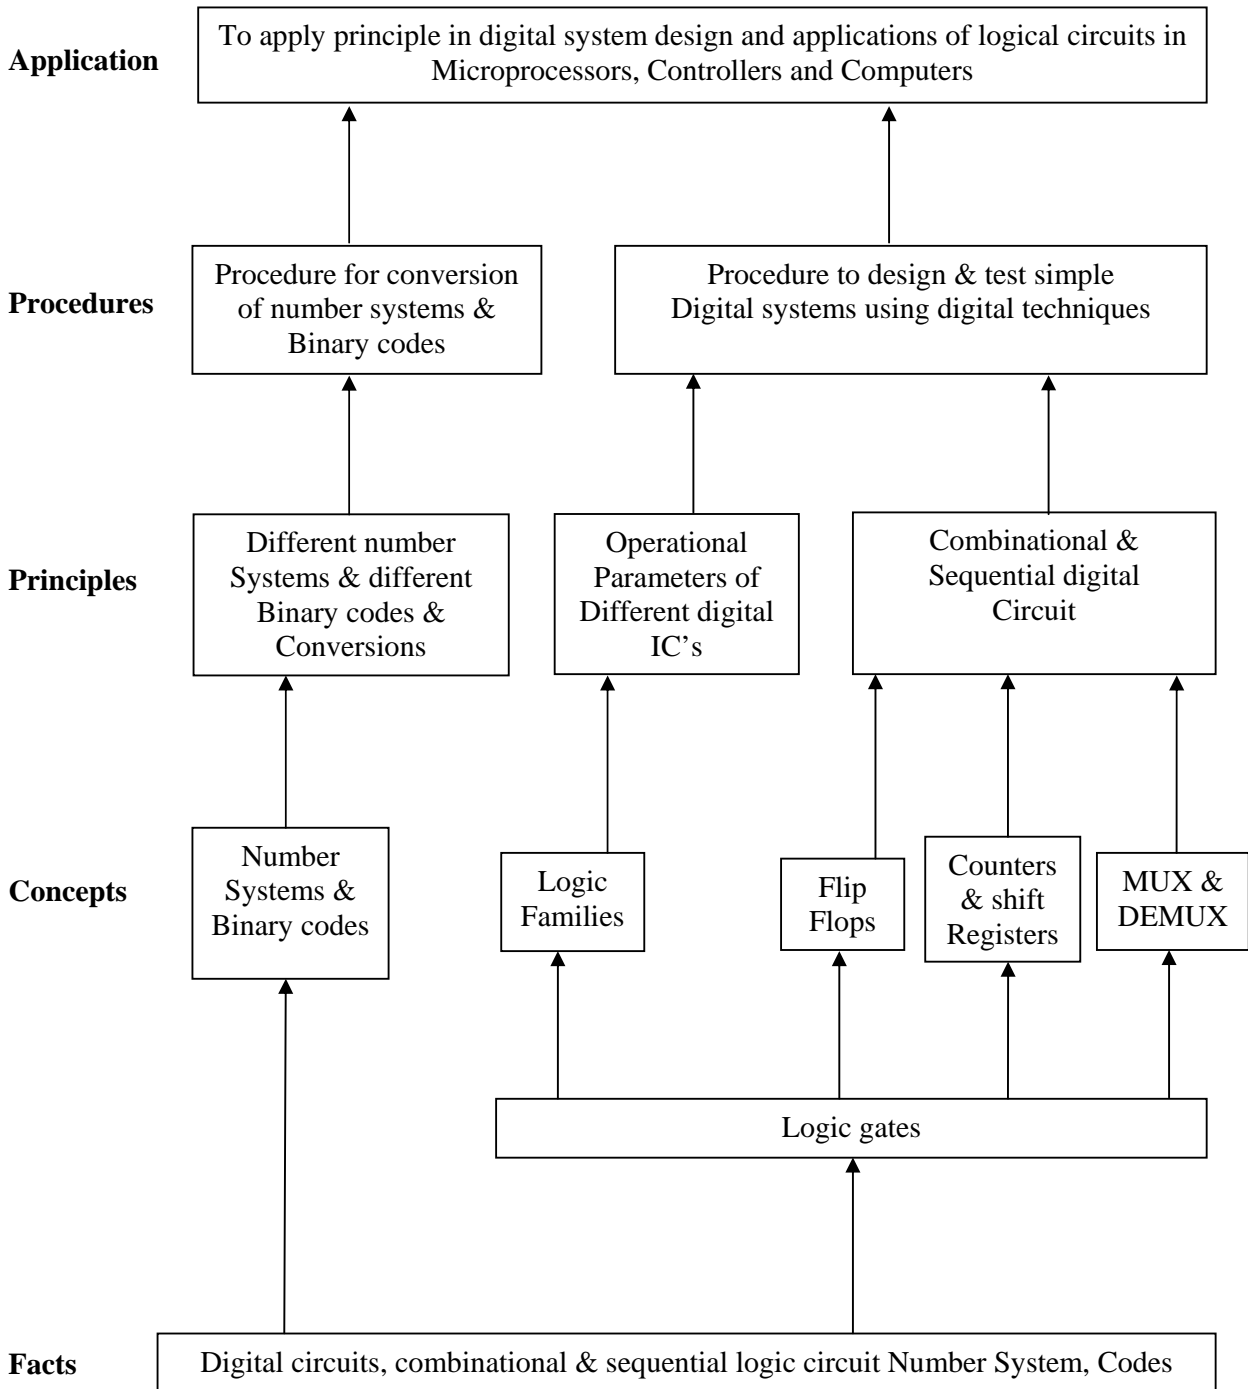 Application
To apply principle in digital system design and applications of logical circuits in
Microprocessors, Controllers and Computers
Procedures
Procedure for conversion
of number systems &
Binary codes
Procedure to design & test simple
Digital systems using digital techniques
Principles
Different number
Systems & different
Binary codes &
Conversions
Operational
Parameters of
Different digital
IC’s
Combinational &
Sequential digital
Circuit
Concepts
Number
Systems &
Binary codes
Logic
Families
Flip
Flops
Counters
& shift
Registers
MUX &
DEMUX
Logic gates
Facts
Digital circuits, combinational & sequential logic circuit Number System, Codes